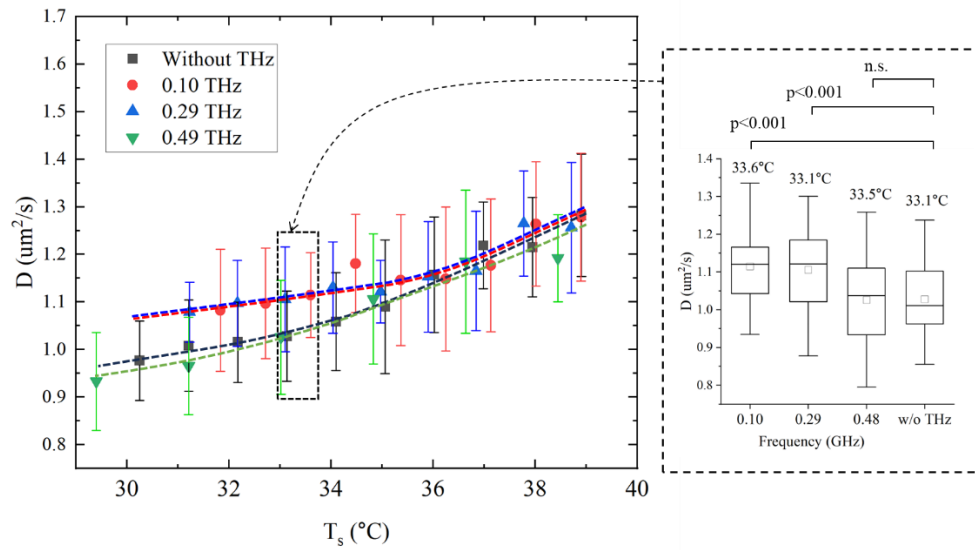 1.7
1.6
1.5
1.4
1.3
1.2
1.1
1.0
0.9
0.8
D (um²/s)
Without THz
0.10 THz
0.29 THz
0.49 THz
30 32 34 36 38 40
Tₛ (°C)
n.s.
p<0.001
p<0.001
1.4
1.3
1.2
1.1
1.0
0.9
0.8
D (um²/s)
33.6°C 33.1°C 33.5°C 33.1°C
0.10 0.29 0.48 w/o THz
Frequency (GHz)